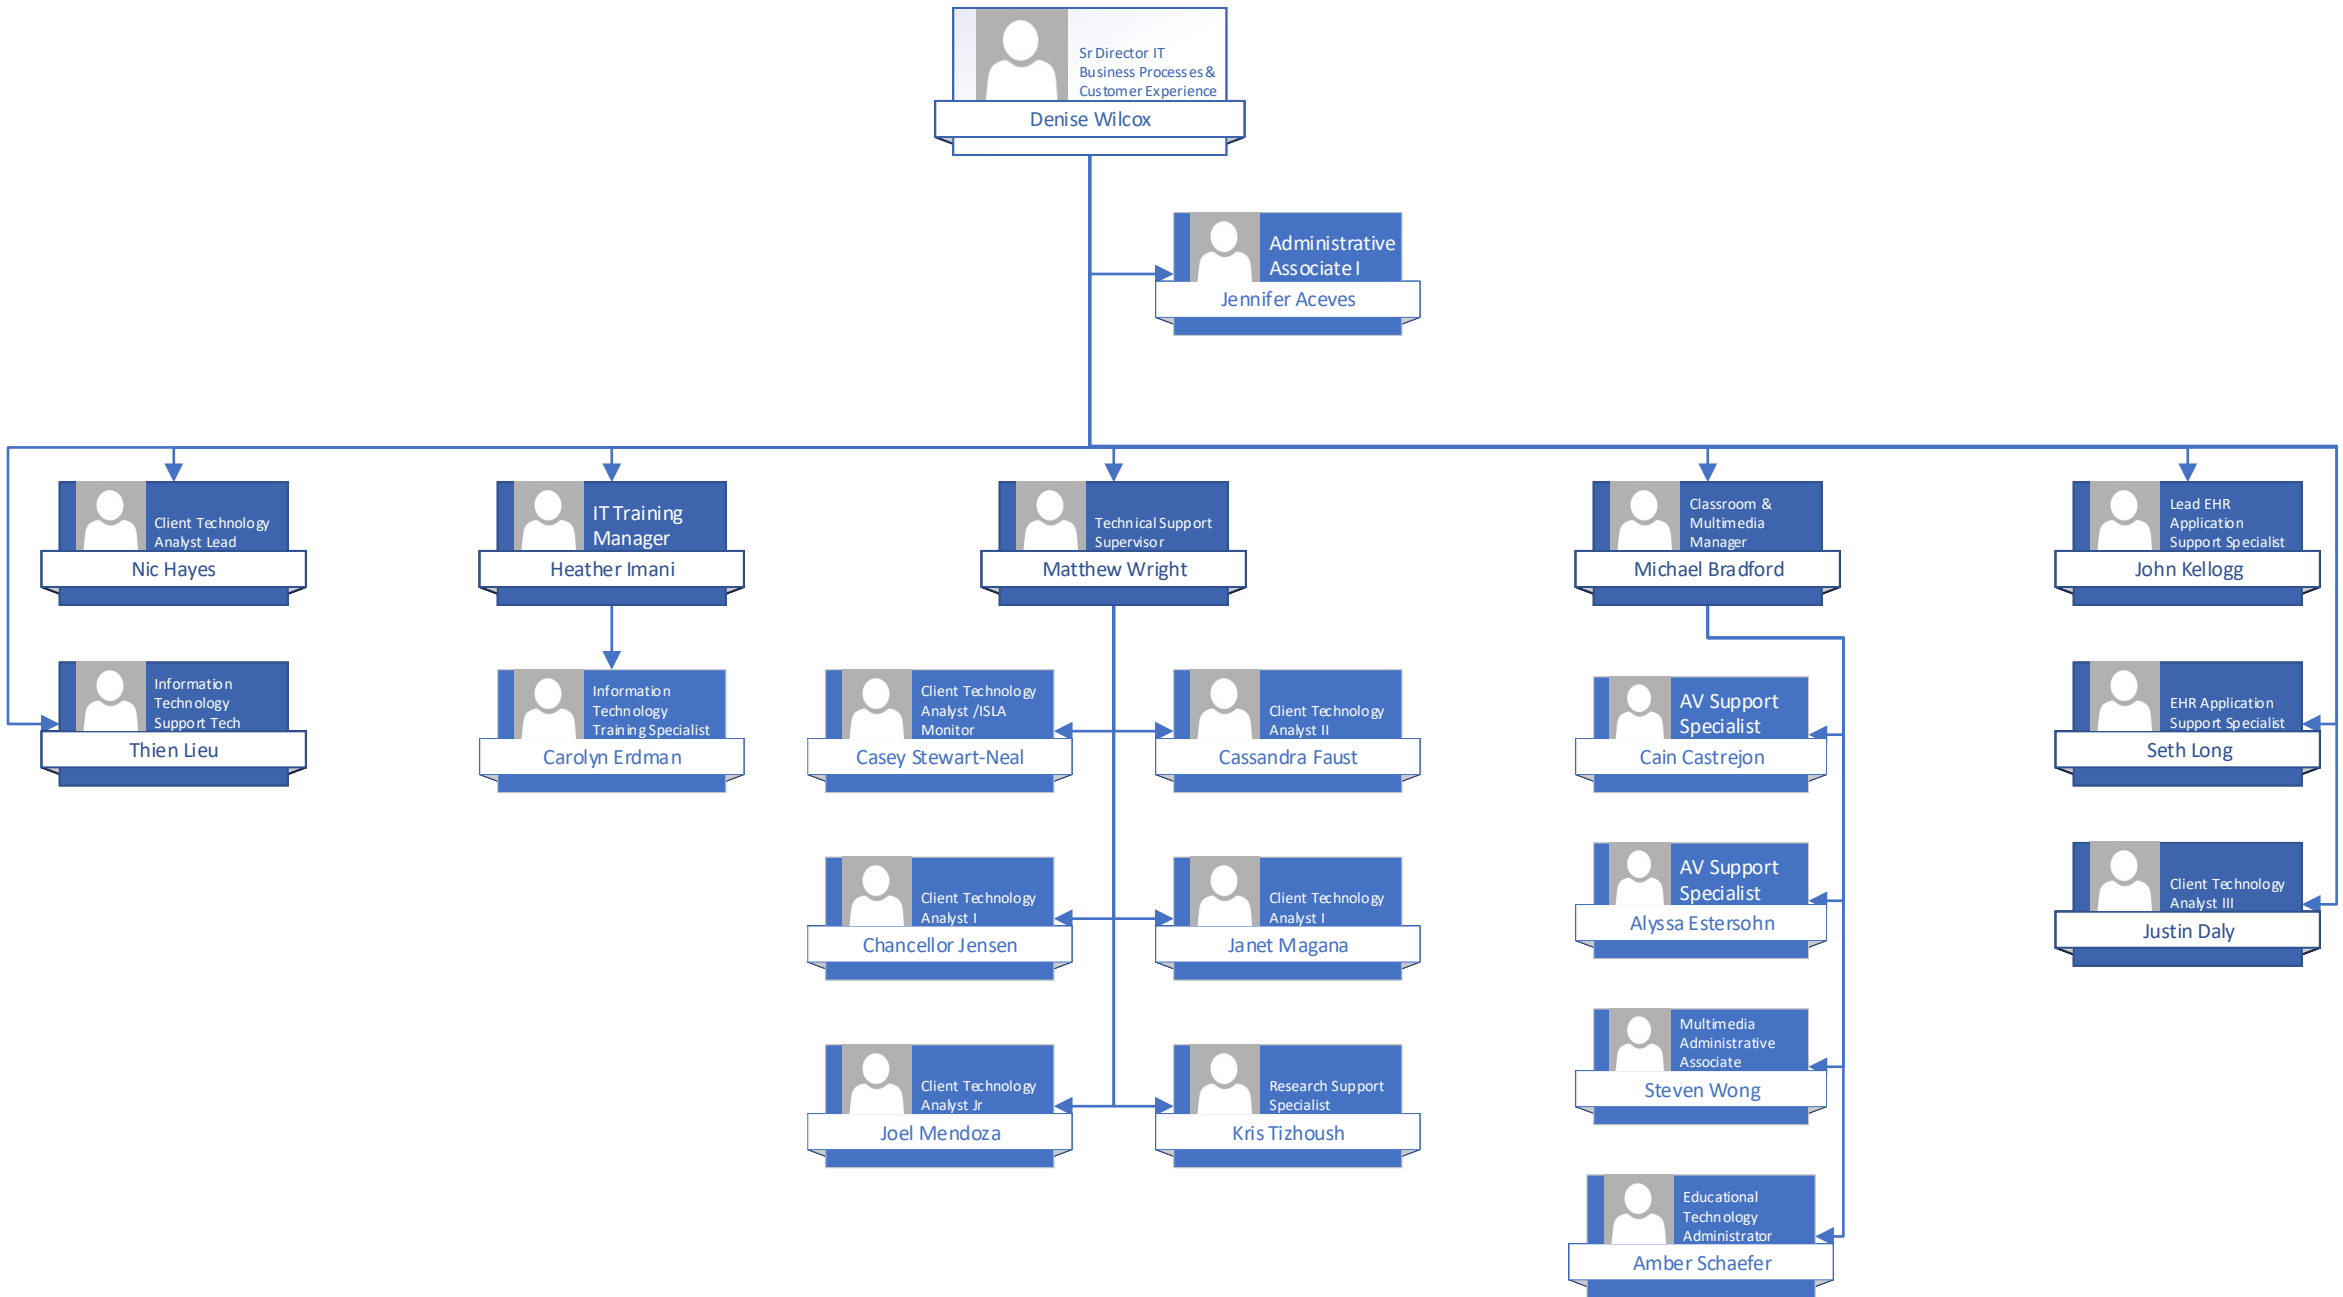 Sr Director IT
Business Processes &
Customer Experience
Denise Wilcox
Administrative
Associate I
Jennifer Aceves
Client Technology
Analyst Lead
Nic Hayes
IT Training
Manager
Heather Imani
Technical Support
Supervisor
Matthew Wright
Classroom &
Multimedia
Manager
Michael Bradford
Lead EHR
Application
Support Specialist
John Kellogg
Information
Technology
Support Tech
Thien Lieu
Information
Technology
Training Specialist
Carolyn Erdman
Client Technology
Analyst /ISLA
Monitor
Casey Stewart-Neal
Client Technology
Analyst II
Cassandra Faust
AV Support
Specialist
Cain Castrejon
EHR Application
Support Specialist
Seth Long
Client Technology
Analyst I
Chancellor Jensen
Client Technology
Analyst I
Janet Magana
AV Support
Specialist
Alyssa Estersohn
Client Technology
Analyst III
Justin Daly
Client Technology
Analyst Jr
Joel Mendoza
Research Support
Specialist
Kris Tizhoush
Multimedia
Administrative
Associate
Steven Wong
Educational
Technology
Administrator
Amber Schaefer